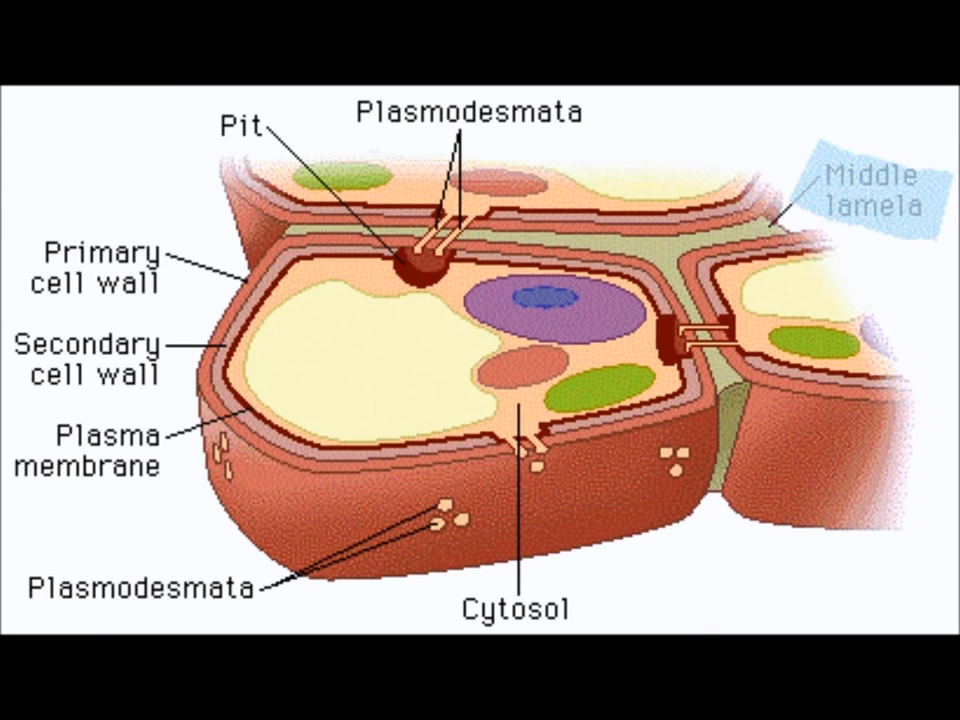 Plasmodesmata
Pit
Middle
lamela
Primary
cell wall
Secondary
cell wall
Plasma
membrane
Plasmodesmata
Cytosol